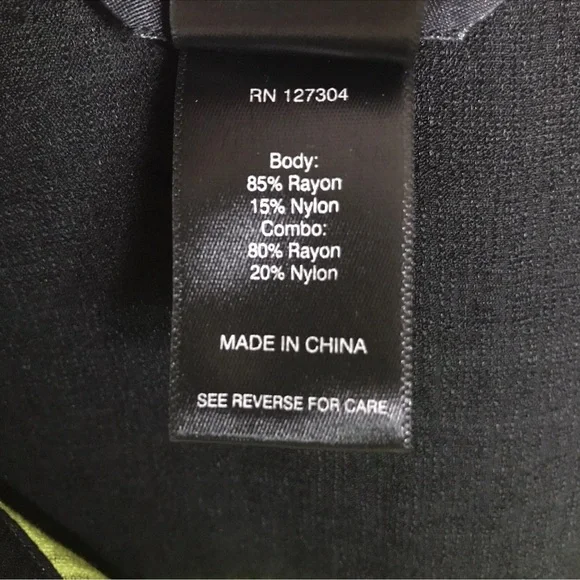 RN 127304
Body:
85% Rayon
15% Nylon
Combo:
80% Rayon
20% Nylon
MADE IN CHINA
SEE REVERSE FOR CARE